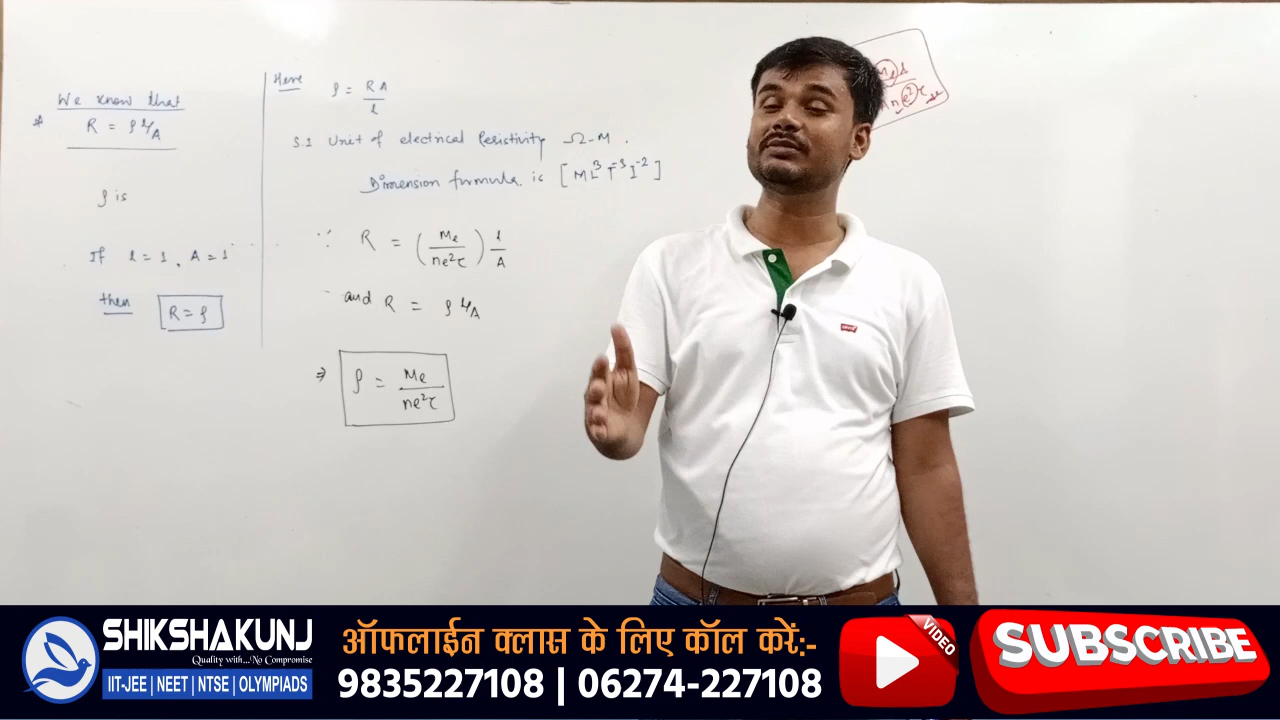 We know that
* R = ρ l/A
ρ is
If l = 1, A = 1
then R = ρ
Here ρ = RA/l
S.I Unit of electrical Resistivity Ω-M.
Dimension formula is [ML³T⁻³I⁻²]
∵ R = (Me/ne²τ) l/A
and R = ρ l/A
⇒ ρ = Me/ne²τ
Levi's
SHIKSHAKUNJ
Quality with...No Compromise
IIT-JEE | NEET | NTSE | OLYMPIADS
ऑफलाईन क्लास के लिए कॉल करें:-
9835227108 | 06274-227108
VIDEO
SUBSCRIBE